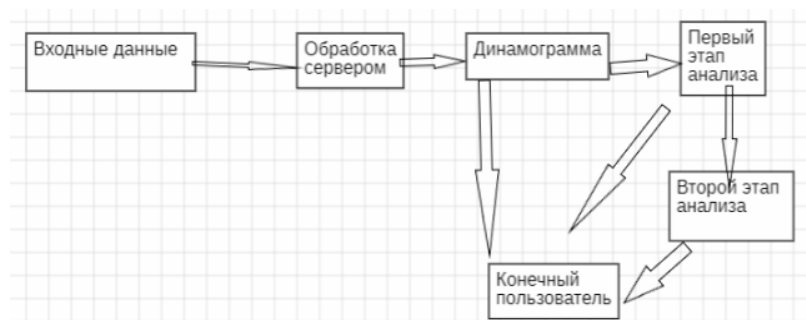 Входные данные
Обработка
сервером
Динамограмма
Первый
этап
анализа
Второй этап
анализа
Конечный
пользователь